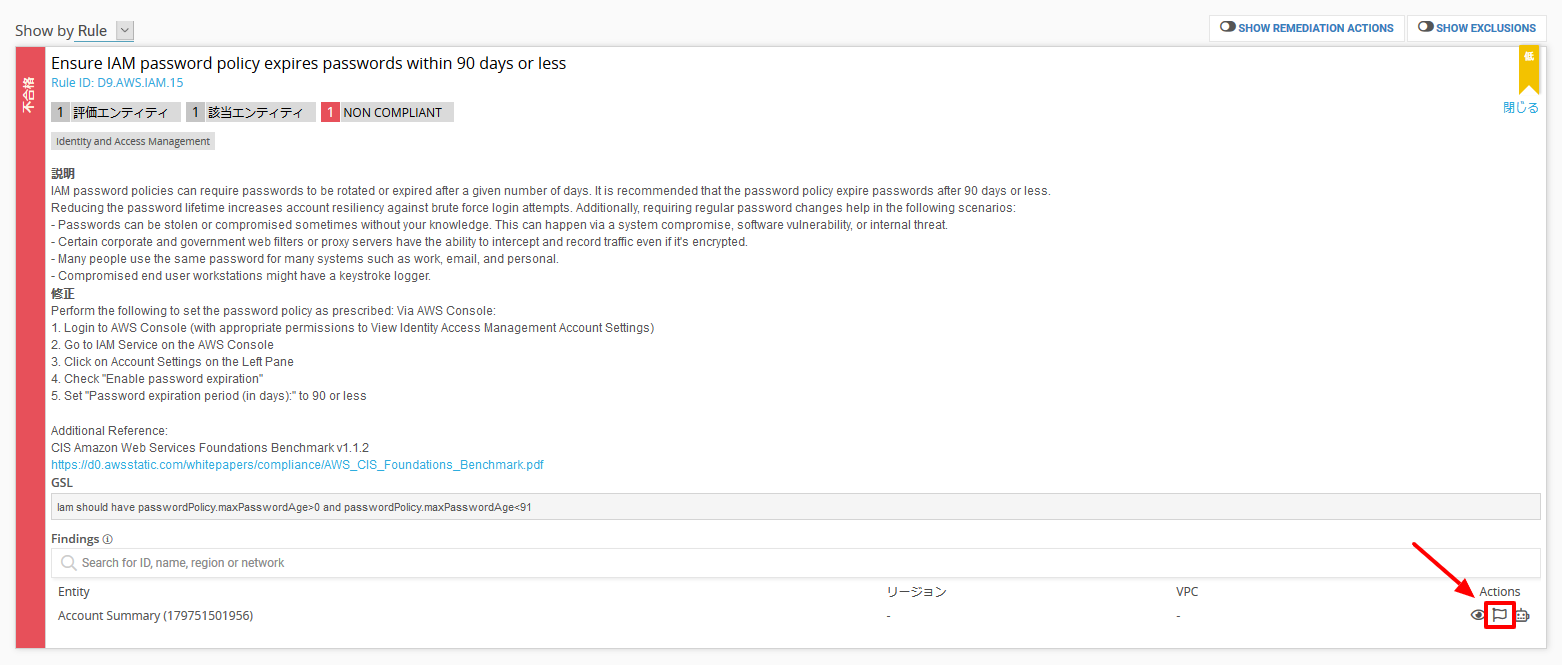 Show by Rule
SHOW REMEDIATION ACTIONS
SHOW EXCLUSIONS
不合格
Ensure IAM password policy expires passwords within 90 days or less
低
Rule ID: D9.AWS.IAM.15
閉じる
1 評価エンティティ 1 該当エンティティ 1 NON COMPLIANT
Identity and Access Management
説明
IAM password policies can require passwords to be rotated or expired after a given number of days. It is recommended that the password policy expire passwords after 90 days or less.
Reducing the password lifetime increases account resiliency against brute force login attempts. Additionally, requiring regular password changes help in the following scenarios:
- Passwords can be stolen or compromised sometimes without your knowledge. This can happen via a system compromise, software vulnerability, or internal threat.
- Certain corporate and government web filters or proxy servers have the ability to intercept and record traffic even if it's encrypted.
- Many people use the same password for many systems such as work, email, and personal.
- Compromised end user workstations might have a keystroke logger.
修正
Perform the following to set the password policy as prescribed: Via AWS Console:
1. Login to AWS Console (with appropriate permissions to View Identity Access Management Account Settings)
2. Go to IAM Service on the AWS Console
3. Click on Account Settings on the Left Pane
4. Check "Enable password expiration"
5. Set "Password expiration period (in days):" to 90 or less
Additional Reference:
CIS Amazon Web Services Foundations Benchmark v1.1.2
https://d0.awsstatic.com/whitepapers/compliance/AWS_CIS_Foundations_Benchmark.pdf
GSL
Iam should have passwordPolicy.maxPasswordAge>0 and passwordPolicy.maxPasswordAge<91
Findings
Search for ID, name, region or network
Entity リージョン VPC Actions
Account Summary (179751501956) - -